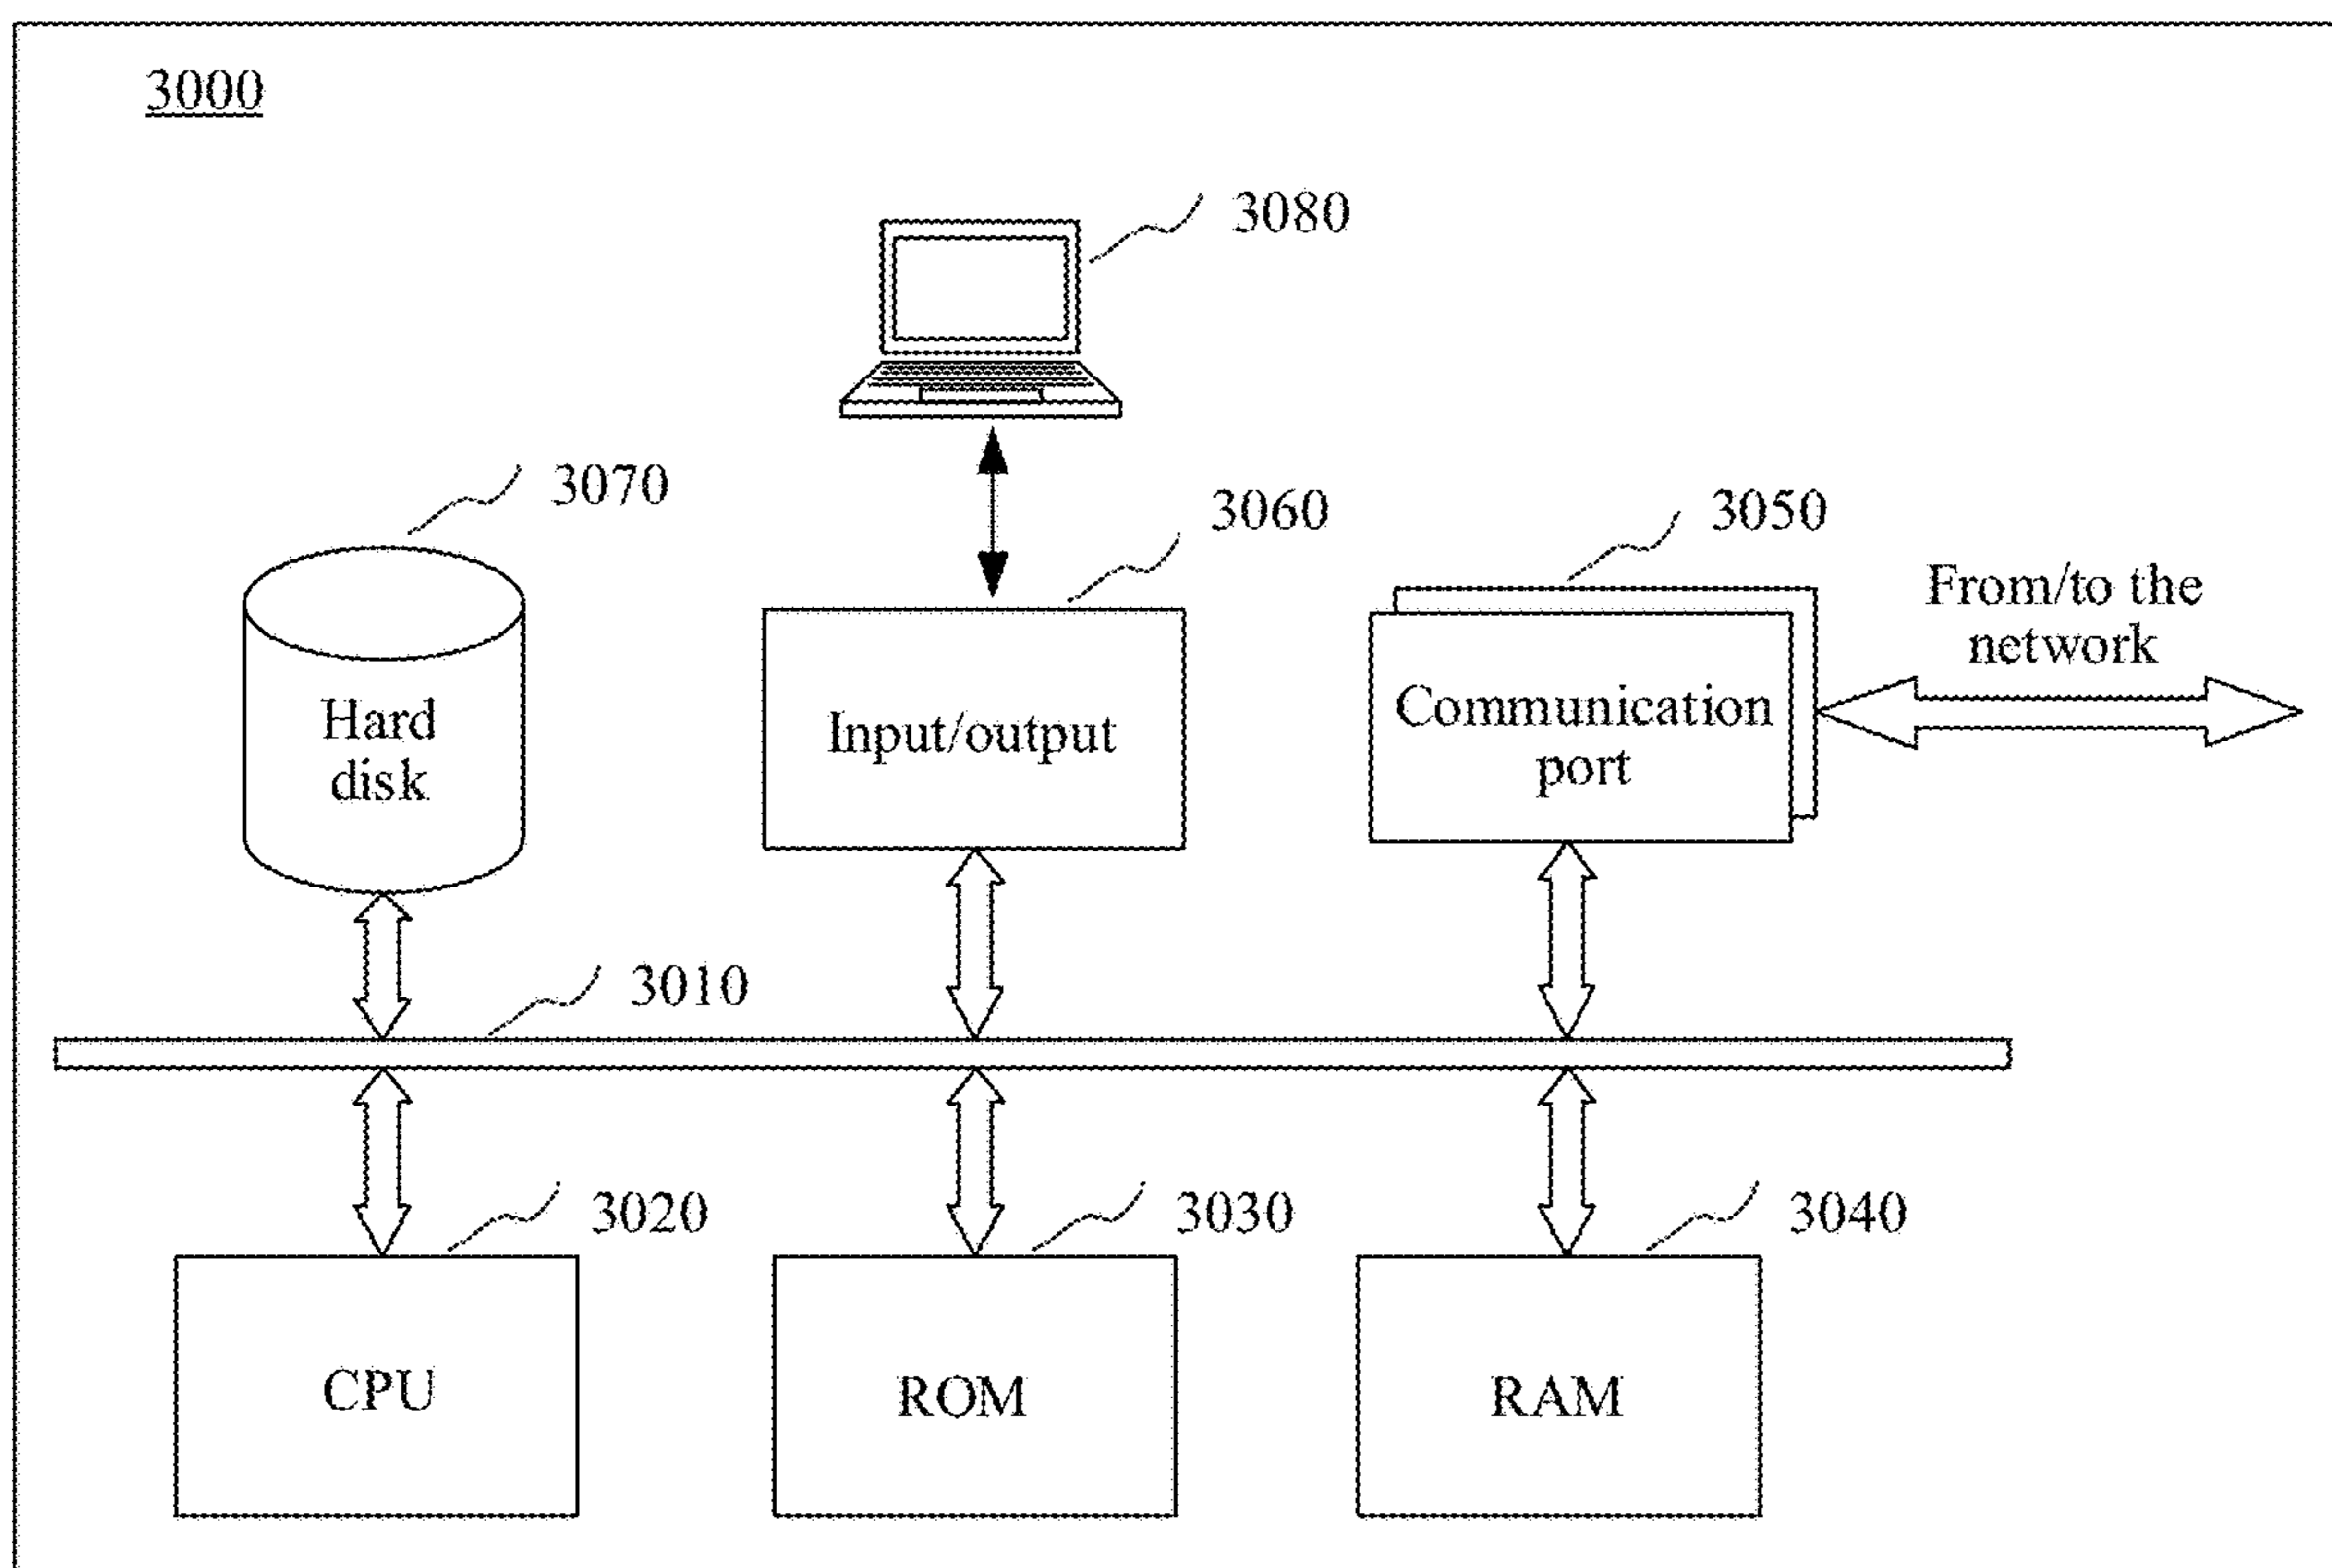 3000
3080
3070
3060
3050
From/to the
network
Hard
disk
Input/output
Communication
port
3010
3020
3030
3040
CPU
ROM
RAM